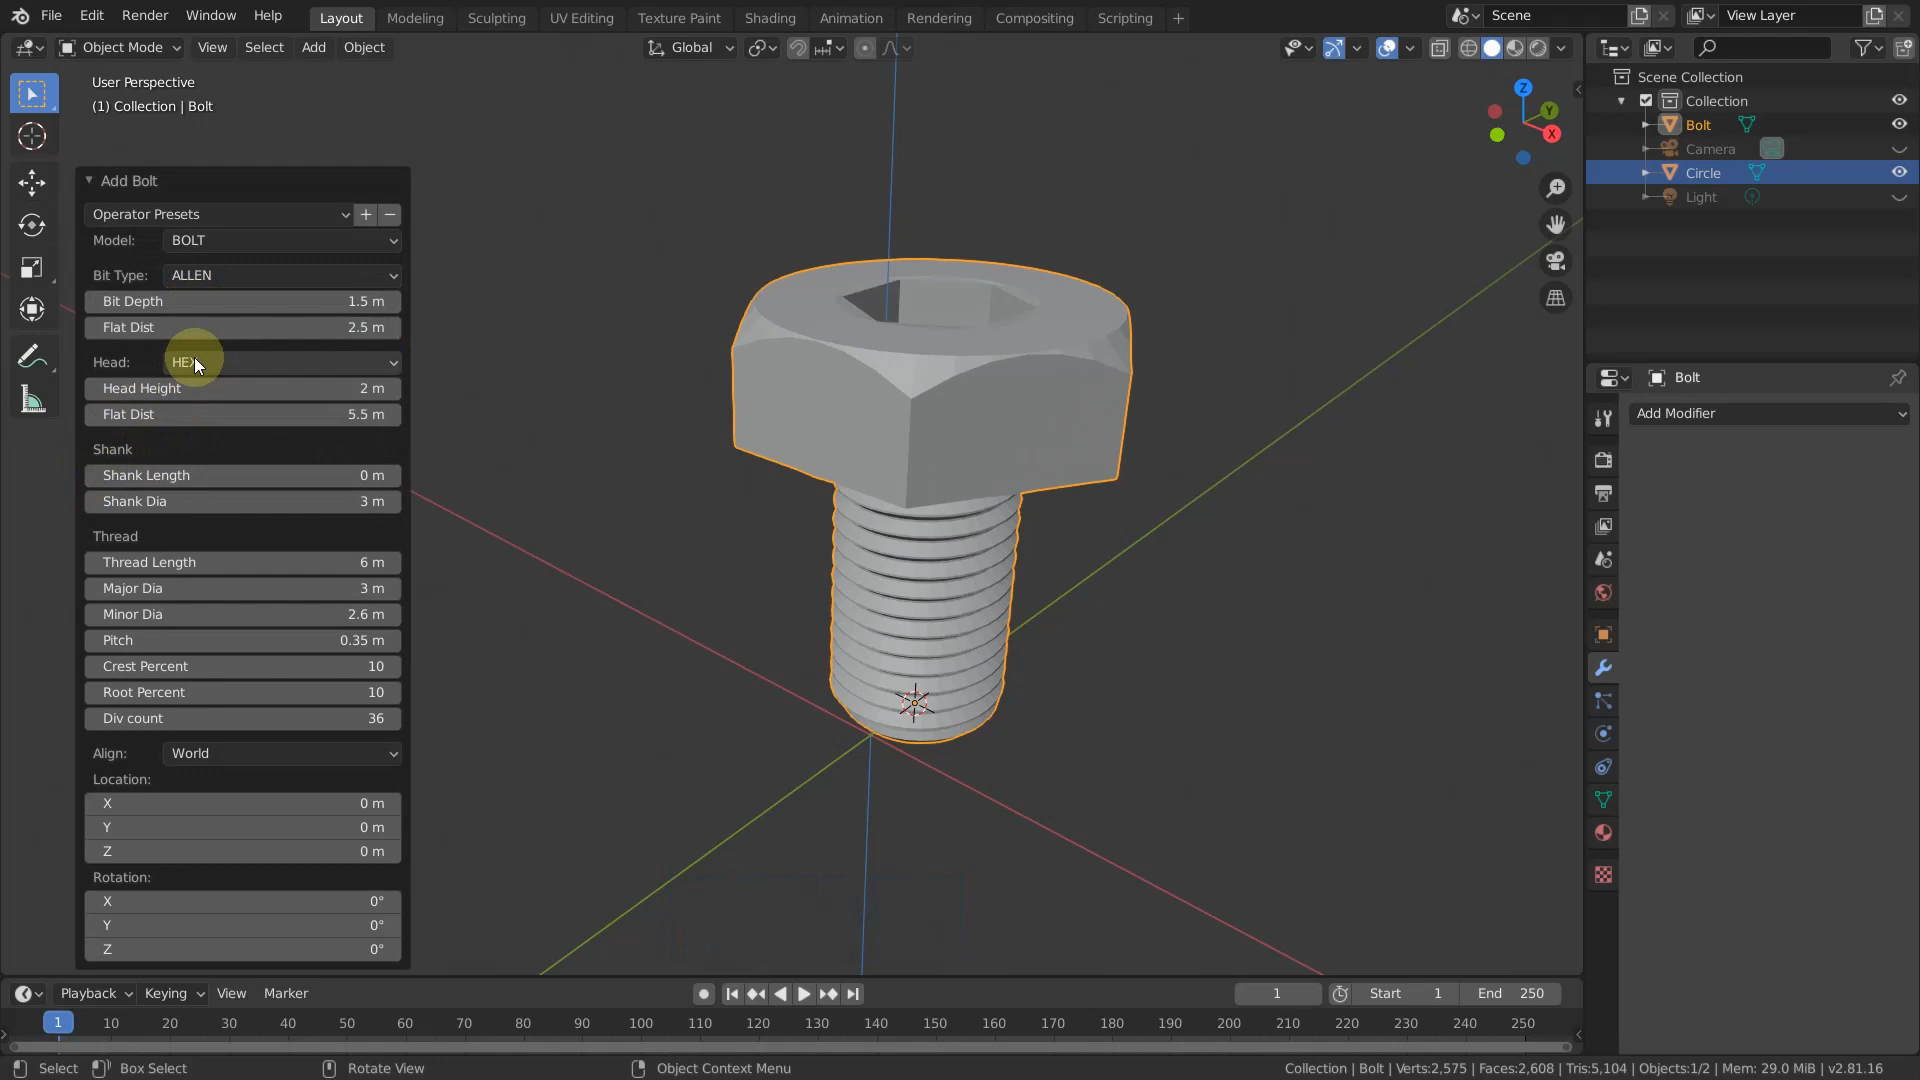 File Edit Render Window Help
Layout Modeling Sculpting UV Editing Texture Paint Shading Animation Rendering Compositing Scripting
Scene
View Layer
Object Mode View Select Add Object
Global
User Perspective
(1) Collection | Bolt
Z
Y
X
Scene Collection
Collection
Bolt
Camera
Circle
Light
Bolt
Add Modifier
Add Bolt
Operator Presets
Model: BOLT
Bit Type: ALLEN
Bit Depth 1.5 m
Flat Dist 2.5 m
Head: HEX
Head Height 2 m
Flat Dist 5.5 m
Shank
Shank Length 0 m
Shank Dia 3 m
Thread
Thread Length 6 m
Major Dia 3 m
Minor Dia 2.6 m
Pitch 0.35 m
Crest Percent 10
Root Percent 10
Div count 36
Align: World
Location:
X 0 m
Y 0 m
Z 0 m
Rotation:
X 0°
Y 0°
Z 0°
Playback Keying View Marker
1 Start 1 End 250
1 10 20 30 40 50 60 70 80 90 100 110 120 130 140 150 160 170 180 190 200 210 220 230 240 250
Select Box Select Rotate View Object Context Menu
Collection | Bolt | Verts:2,575 | Faces:2,608 | Tris:5,104 | Objects:1/2 | Mem: 29.0 MiB | v2.81.16